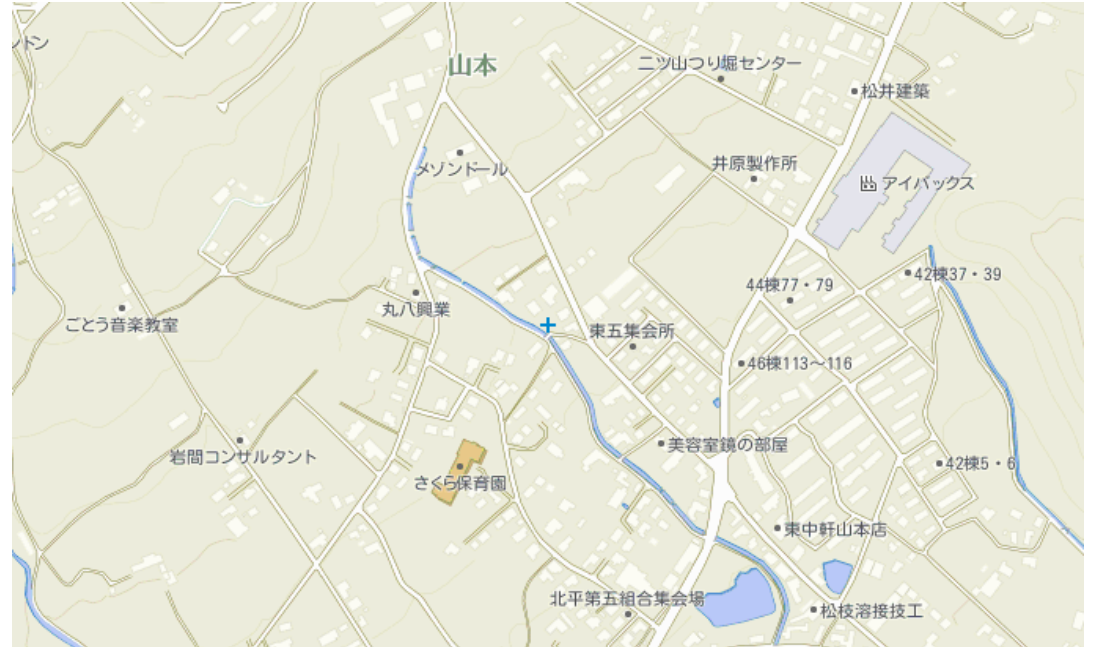 ンドン
山本
二ツ山つり堀センター
松井建築
メゾンドール
井原製作所
アイバックス
42棟37・39
44棟77・79
丸八興業
ごとう音楽教室
東五集会所
46棟113～116
美容室鏡の部屋
岩間コンサルタント
42棟5・6
さくら保育園
東中軒山本店
北平第五組合集会場
松枝溶接技工